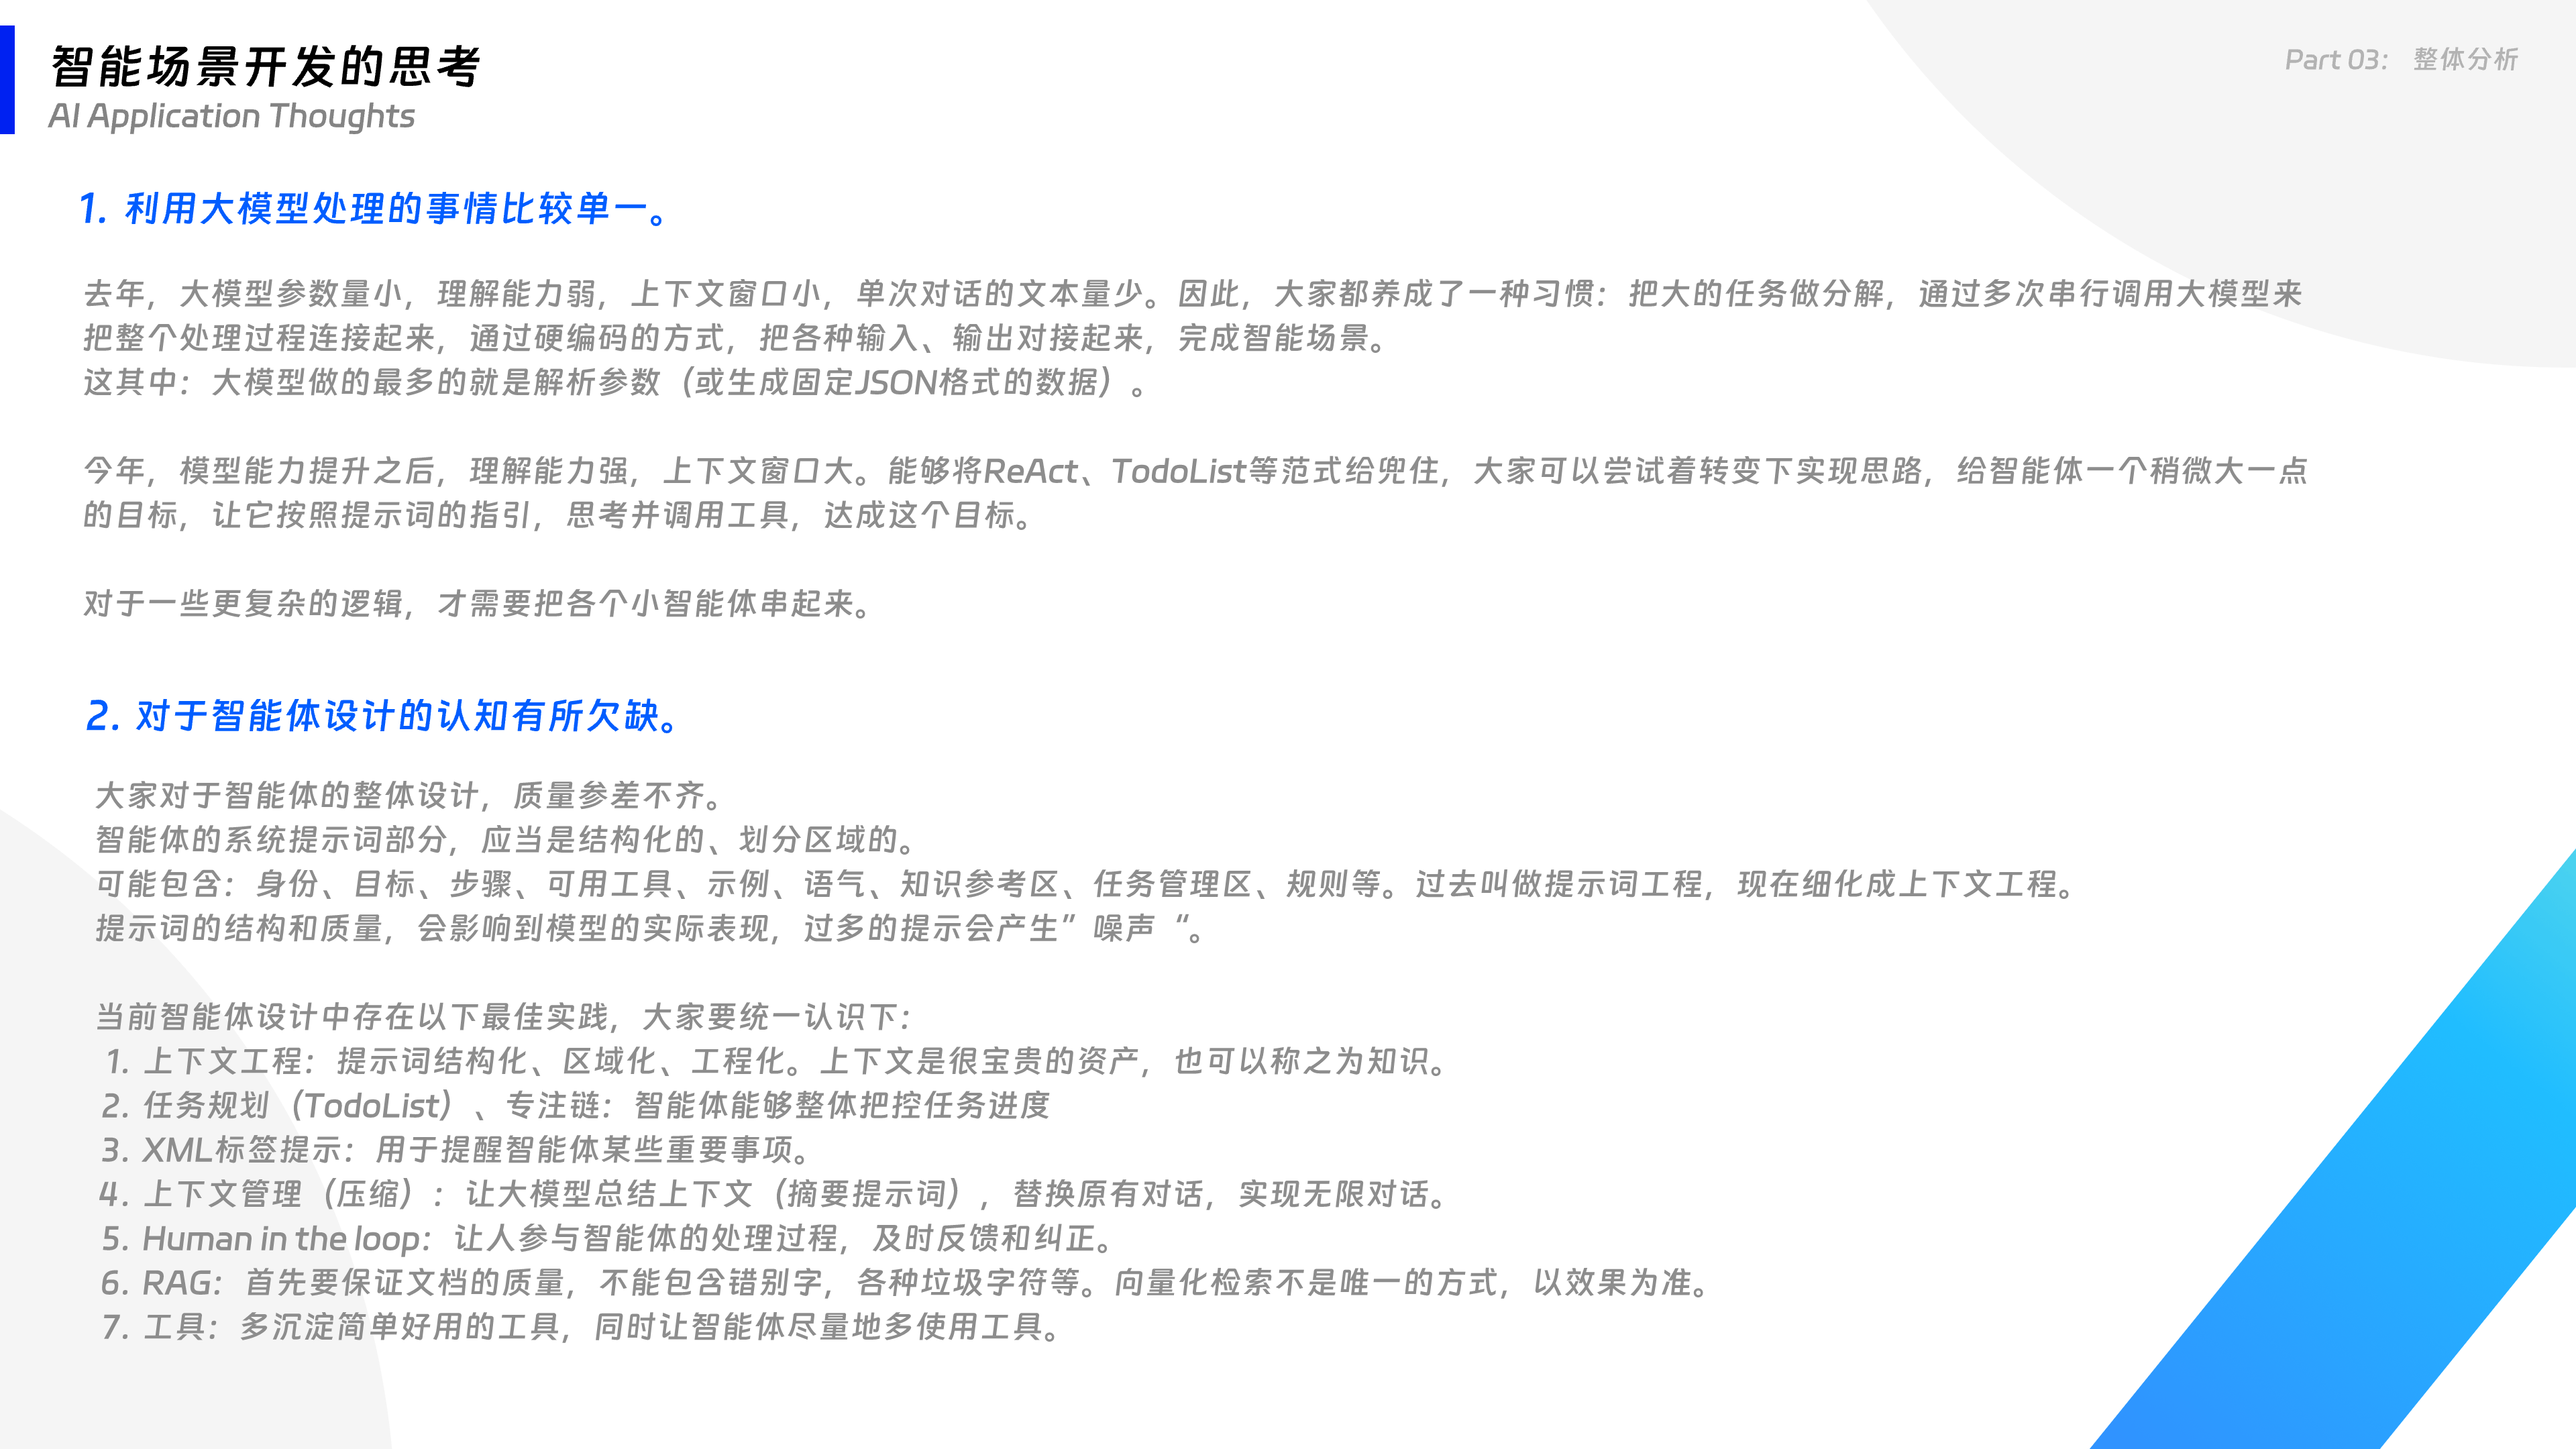 智能场景开发的思考
AI Application Thoughts
Part 03： 整体分析
1. 利用大模型处理的事情比较单一。
去年，大模型参数量小，理解能力弱，上下文窗口小，单次对话的文本量少。因此，大家都养成了一种习惯：把大的任务做分解，通过多次串行调用大模型来
把整个处理过程连接起来，通过硬编码的方式，把各种输入、输出对接起来，完成智能场景。
这其中：大模型做的最多的就是解析参数（或生成固定JSON格式的数据）。
今年，模型能力提升之后，理解能力强，上下文窗口大。能够将ReAct、TodoList等范式给兜住，大家可以尝试着转变下实现思路，给智能体一个稍微大一点
的目标，让它按照提示词的指引，思考并调用工具，达成这个目标。
对于一些更复杂的逻辑，才需要把各个小智能体串起来。
2. 对于智能体设计的认知有所欠缺。
大家对于智能体的整体设计，质量参差不齐。
智能体的系统提示词部分，应当是结构化的、划分区域的。
可能包含：身份、目标、步骤、可用工具、示例、语气、知识参考区、任务管理区、规则等。过去叫做提示词工程，现在细化成上下文工程。
提示词的结构和质量，会影响到模型的实际表现，过多的提示会产生”噪声“。
当前智能体设计中存在以下最佳实践，大家要统一认识下：
1. 上下文工程：提示词结构化、区域化、工程化。上下文是很宝贵的资产，也可以称之为知识。
2. 任务规划（TodoList）、专注链：智能体能够整体把控任务进度
3. XML标签提示：用于提醒智能体某些重要事项。
4. 上下文管理（压缩）：让大模型总结上下文（摘要提示词），替换原有对话，实现无限对话。
5. Human in the loop：让人参与智能体的处理过程，及时反馈和纠正。
6. RAG：首先要保证文档的质量，不能包含错别字，各种垃圾字符等。向量化检索不是唯一的方式，以效果为准。
7. 工具：多沉淀简单好用的工具，同时让智能体尽量地多使用工具。